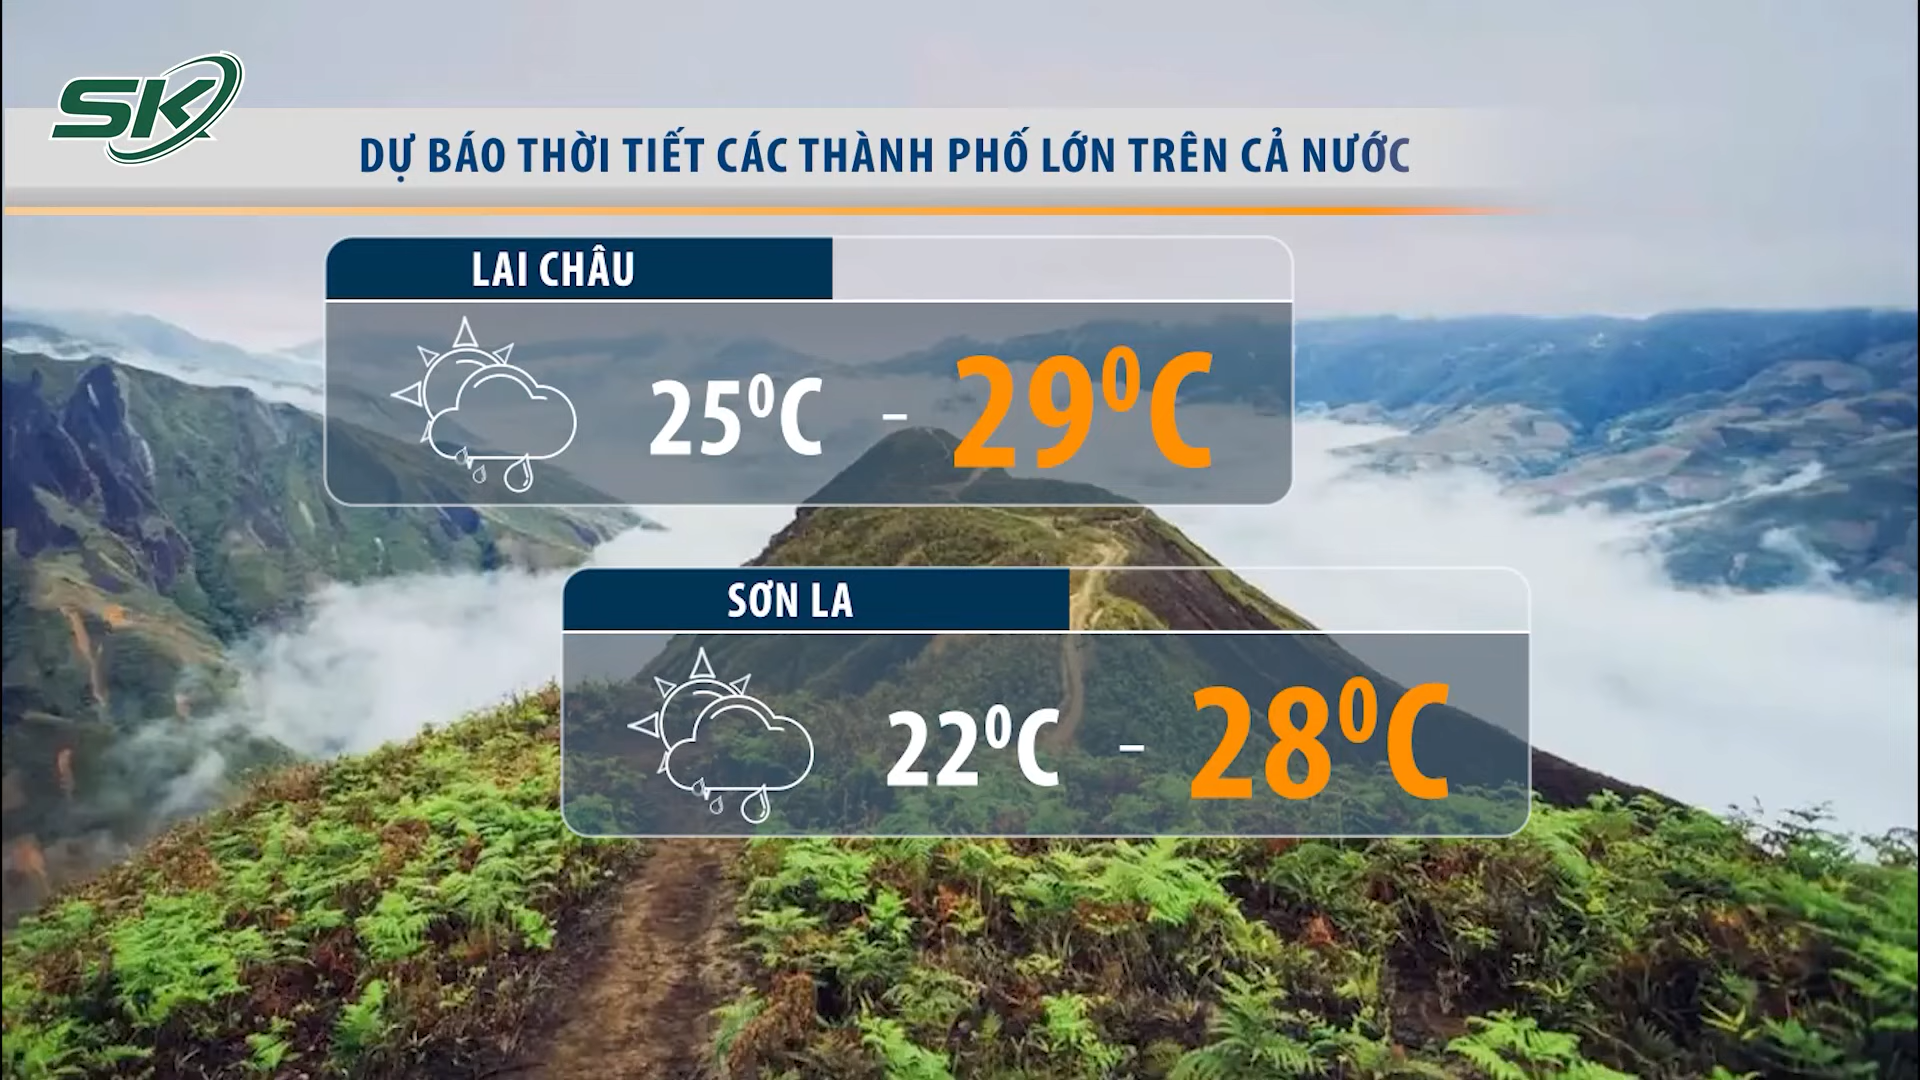 SK
DỰ BÁO THỜI TIẾT CÁC THÀNH PHỐ LỚN TRÊN CẢ NƯỚC
LAI CHÂU
25⁰C - 29⁰C
SƠN LA
22⁰C - 28⁰C